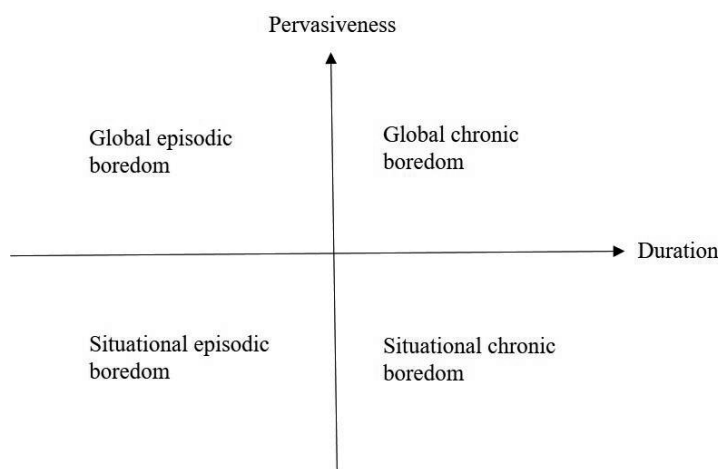 Pervasiveness
Global episodic
boredom
Global chronic
boredom
Duration
Situational episodic
boredom
Situational chronic
boredom